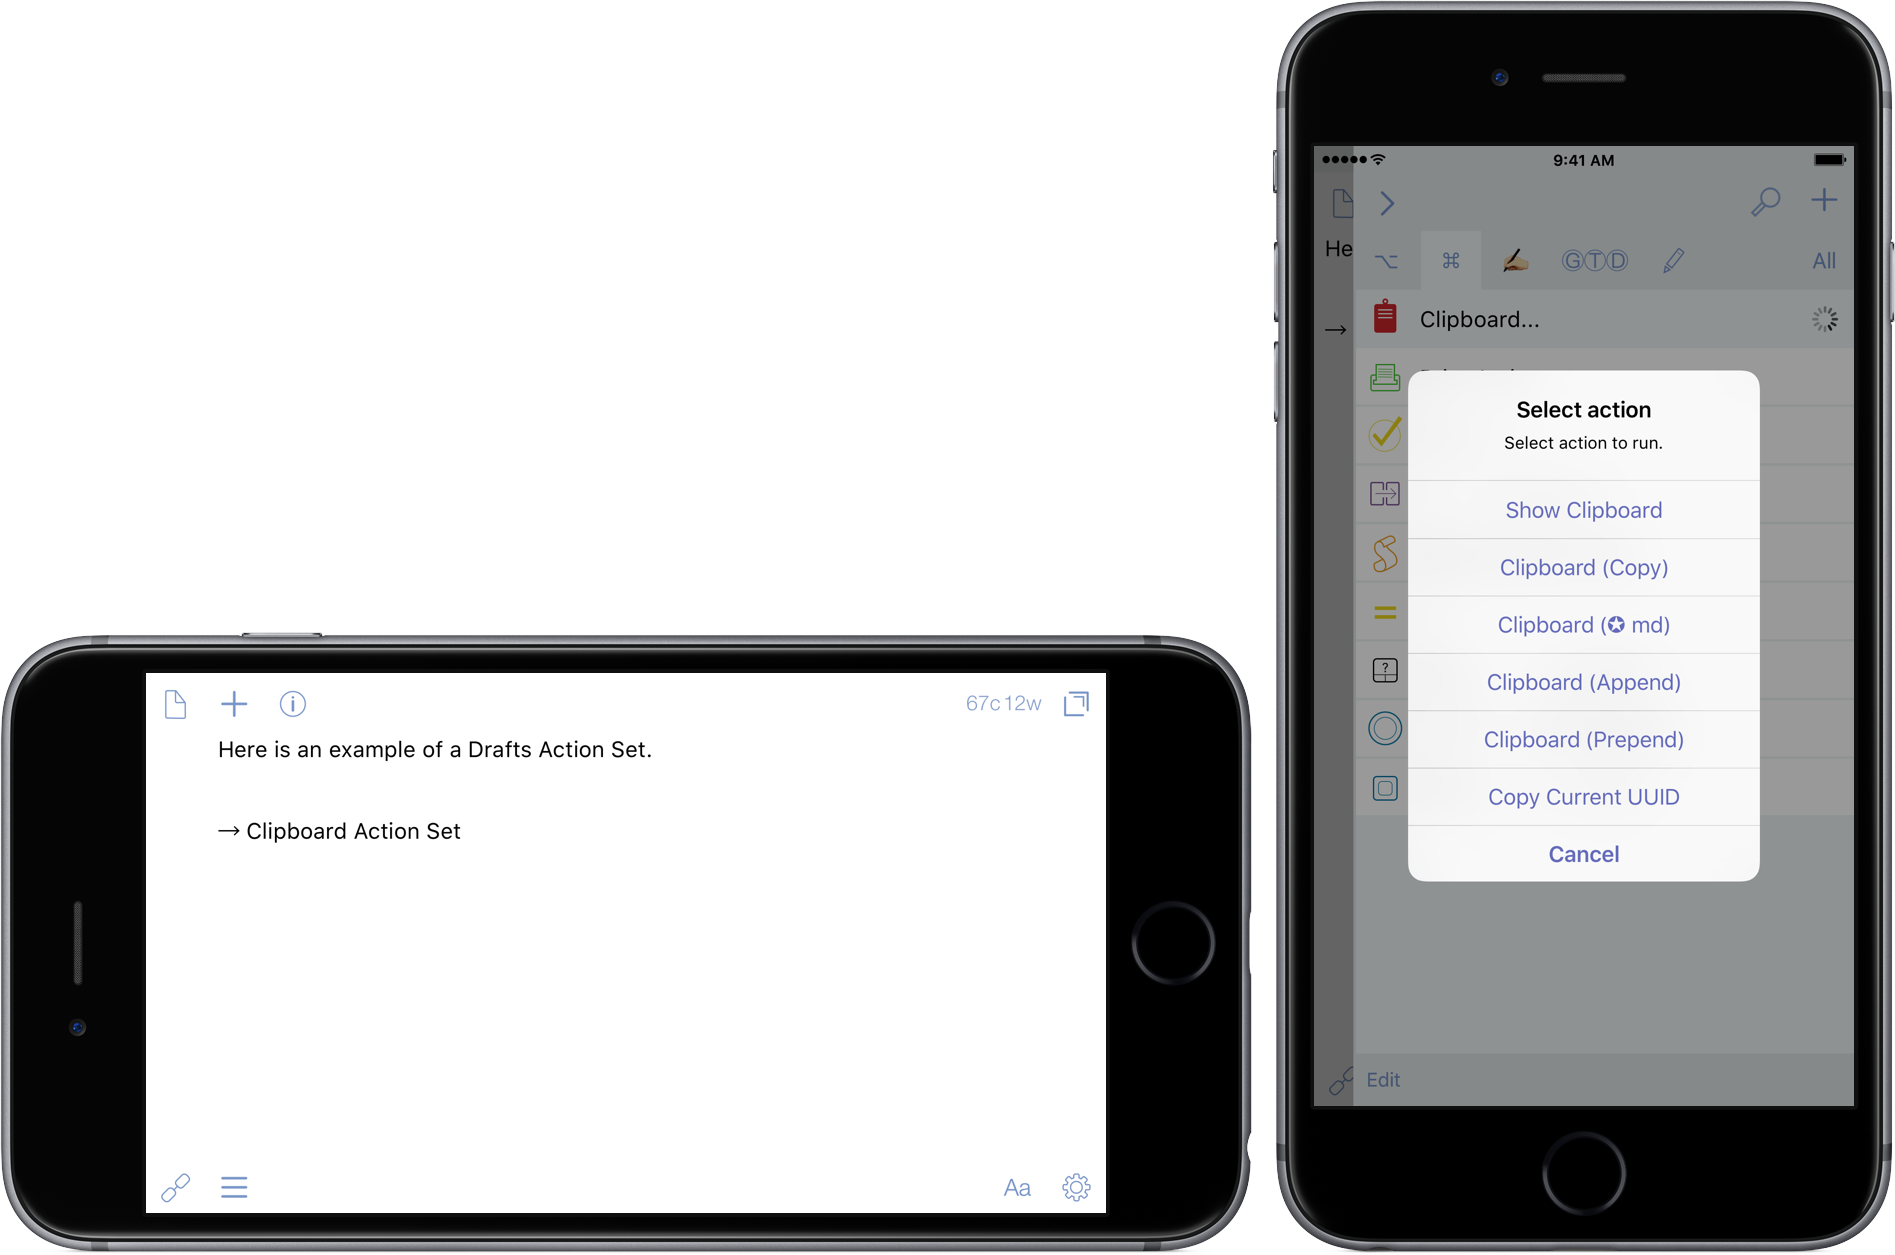 67c 12w
Here is an example of a Drafts Action Set.
→ Clipboard Action Set
Aa
9:41 AM
He
→
⌥ ⌘ ✍️ ⒼⓉⒹ All
Clipboard...
Select action
Select action to run.
Show Clipboard
Clipboard (Copy)
Clipboard (✪ md)
Clipboard (Append)
Clipboard (Prepend)
Copy Current UUID
Cancel
Edit